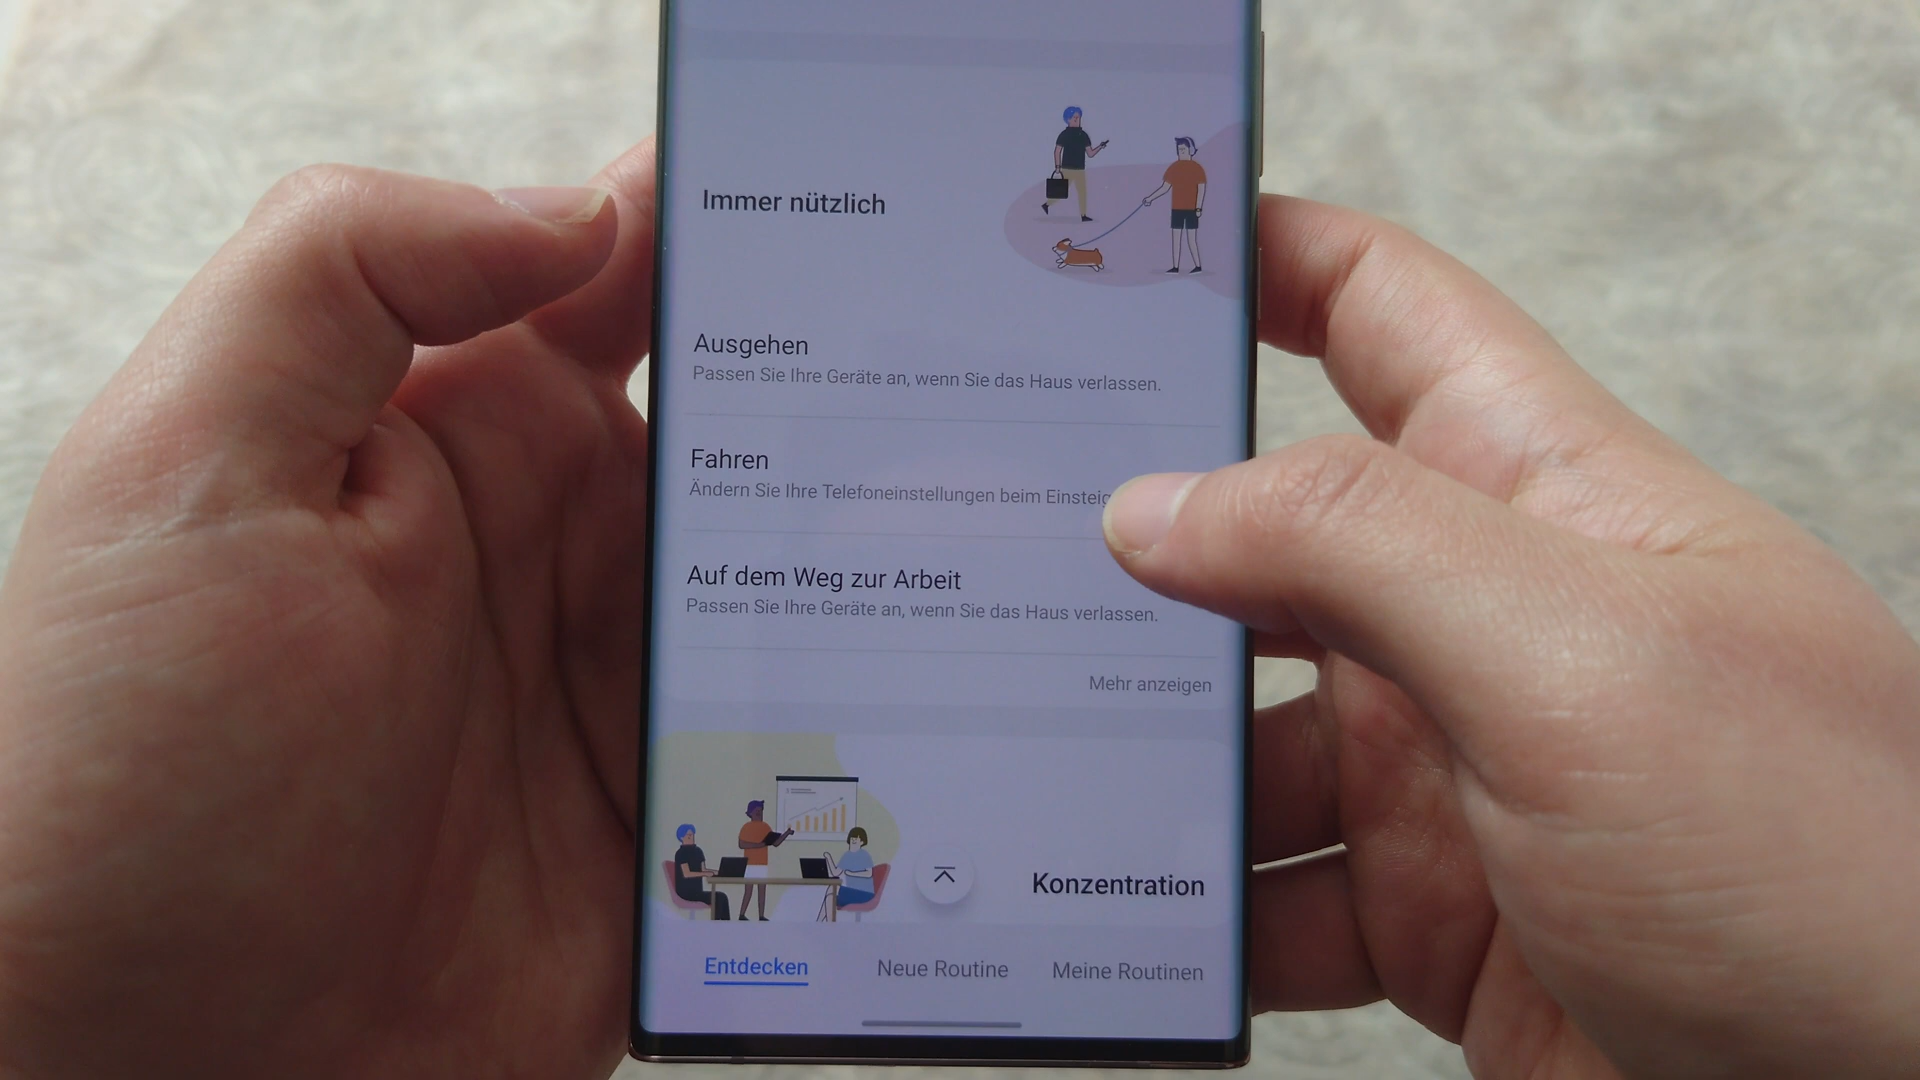 Immer nützlich
Ausgehen
Passen Sie Ihre Geräte an, wenn Sie das Haus verlassen.
Fahren
Ändern Sie Ihre Telefoneinstellungen beim
Auf dem Weg zur Arbeit
Passen Sie Ihre Geräte an, wenn Sie das Haus verlassen.
Mehr anzeigen
Konzentration
Entdecken
Neue Routine
Meine Routinen